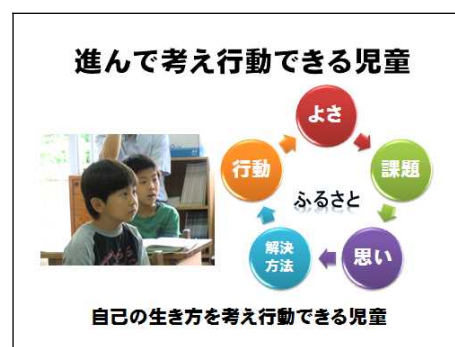 進んで考え行動できる児童
よさ
課題
思い
解決
方法
行動
ふるさと
自己の生き方を考え行動できる児童